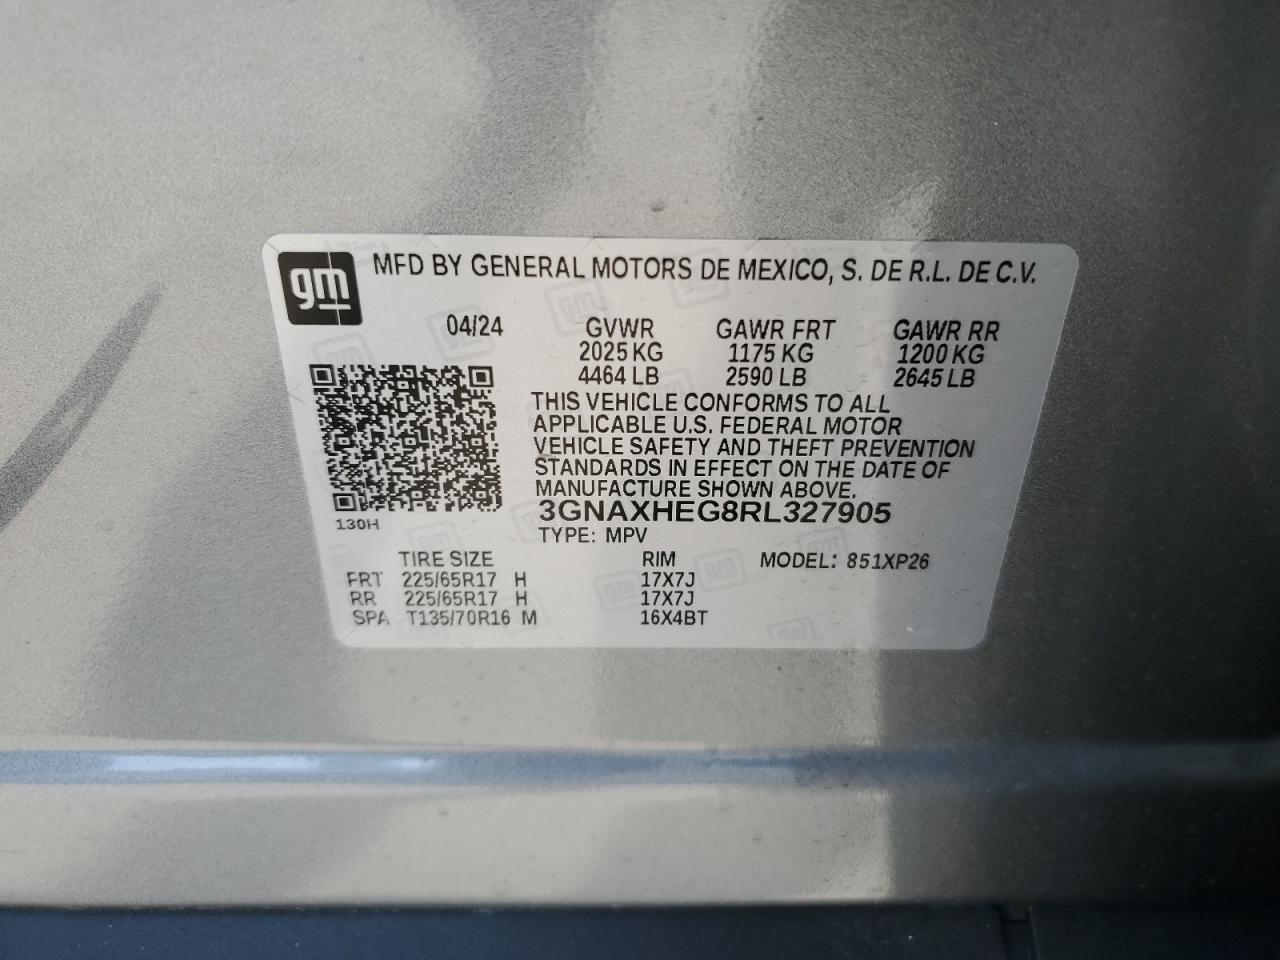 gm MFD BY GENERAL MOTORS DE MEXICO, S. DE R.L. DE C.V.
04/24 GVWR GAWR FRT GAWR RR
2025 KG 1175 KG 1200 KG
4464 LB 2590 LB 2645 LB
THIS VEHICLE CONFORMS TO ALL
APPLICABLE U.S. FEDERAL MOTOR
VEHICLE SAFETY AND THEFT PREVENTION
STANDARDS IN EFFECT ON THE DATE OF
MANUFACTURE SHOWN ABOVE.
3GNAXHEG8RL327905
130H
TYPE: MPV
TIRE SIZE RIM MODEL: 851XP26
FRT 225/65R17 H 17X7J
RR 225/65R17 H 17X7J
SPA T135/70R16 M 16X4BT